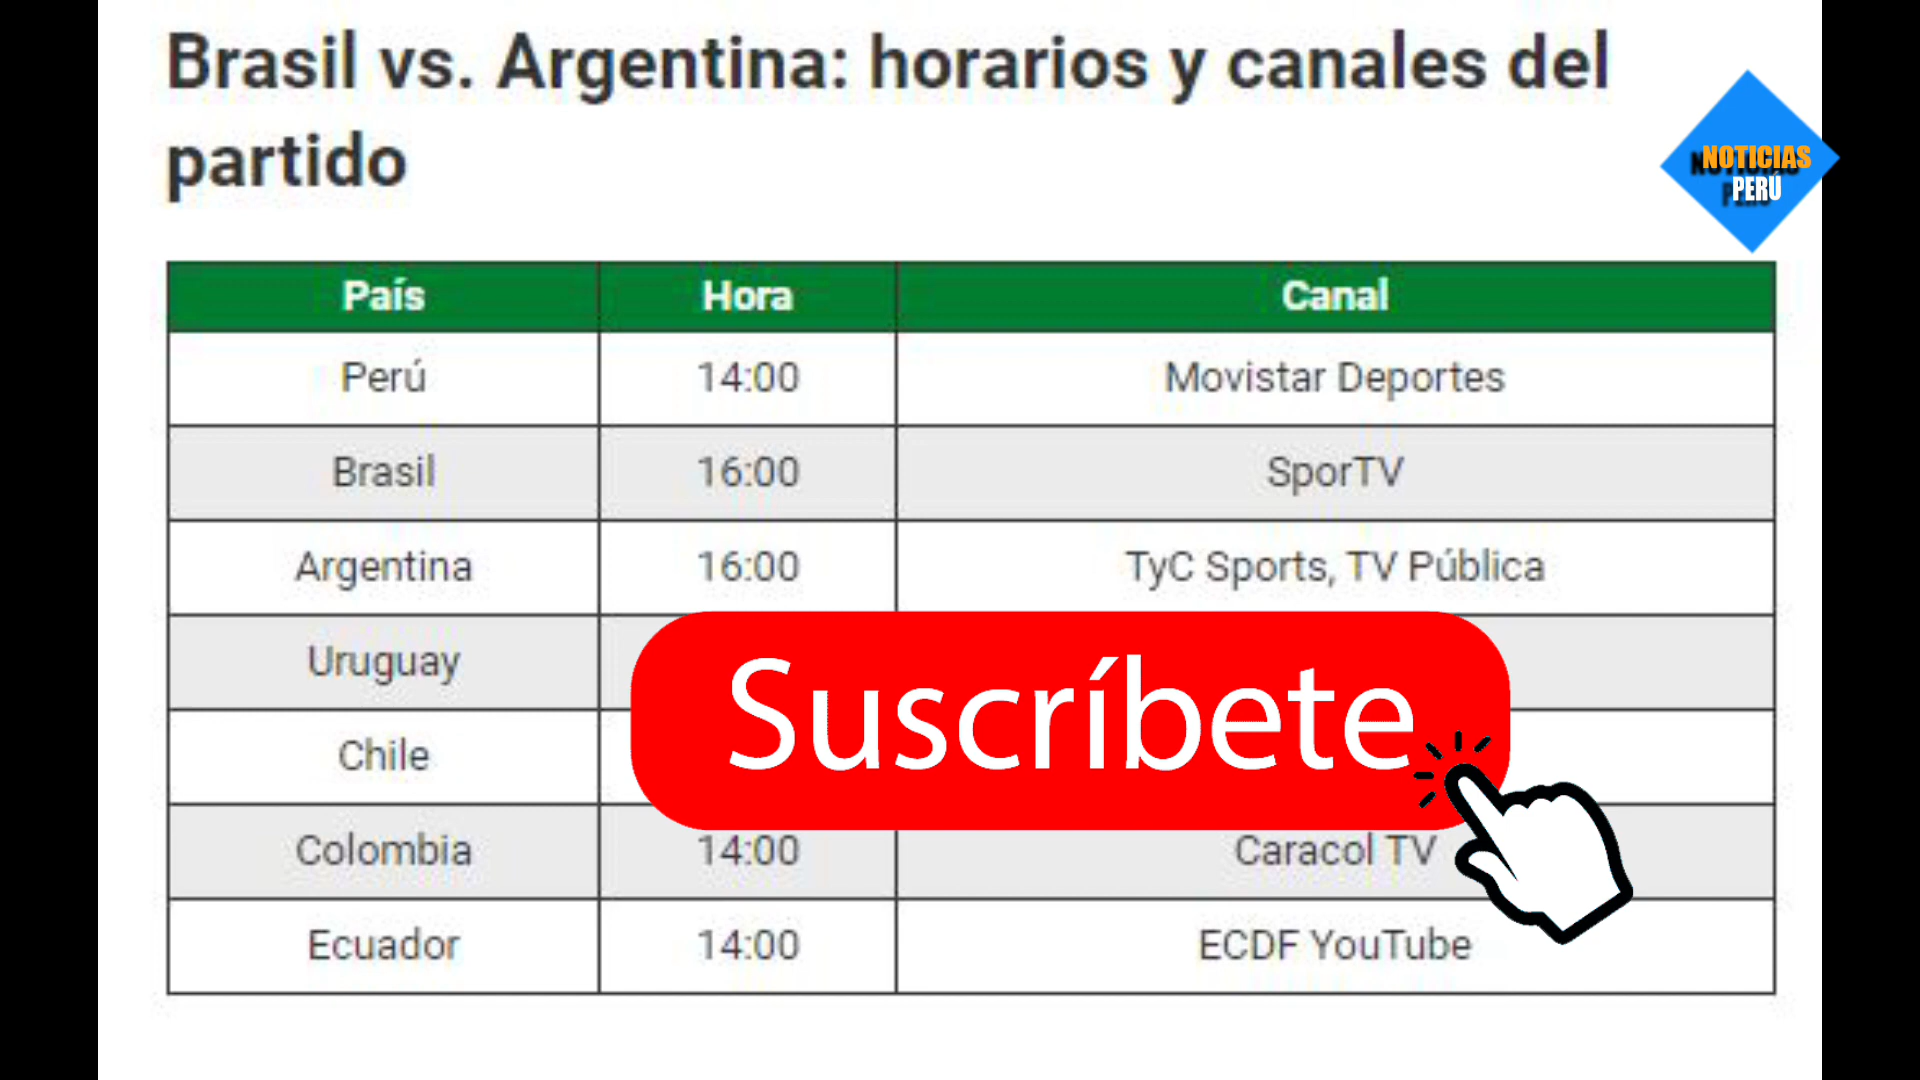 Brasil vs. Argentina: horarios y canales del
partido
NOTICIAS
PERÚ
País Hora Canal
Perú 14:00 Movistar Deportes
Brasil 16:00 SporTV
Argentina 16:00 TyC Sports, TV Pública
Uruguay
Suscríbete
Chile
Colombia 14:00 Caracol TV
Ecuador 14:00 ECDF YouTube